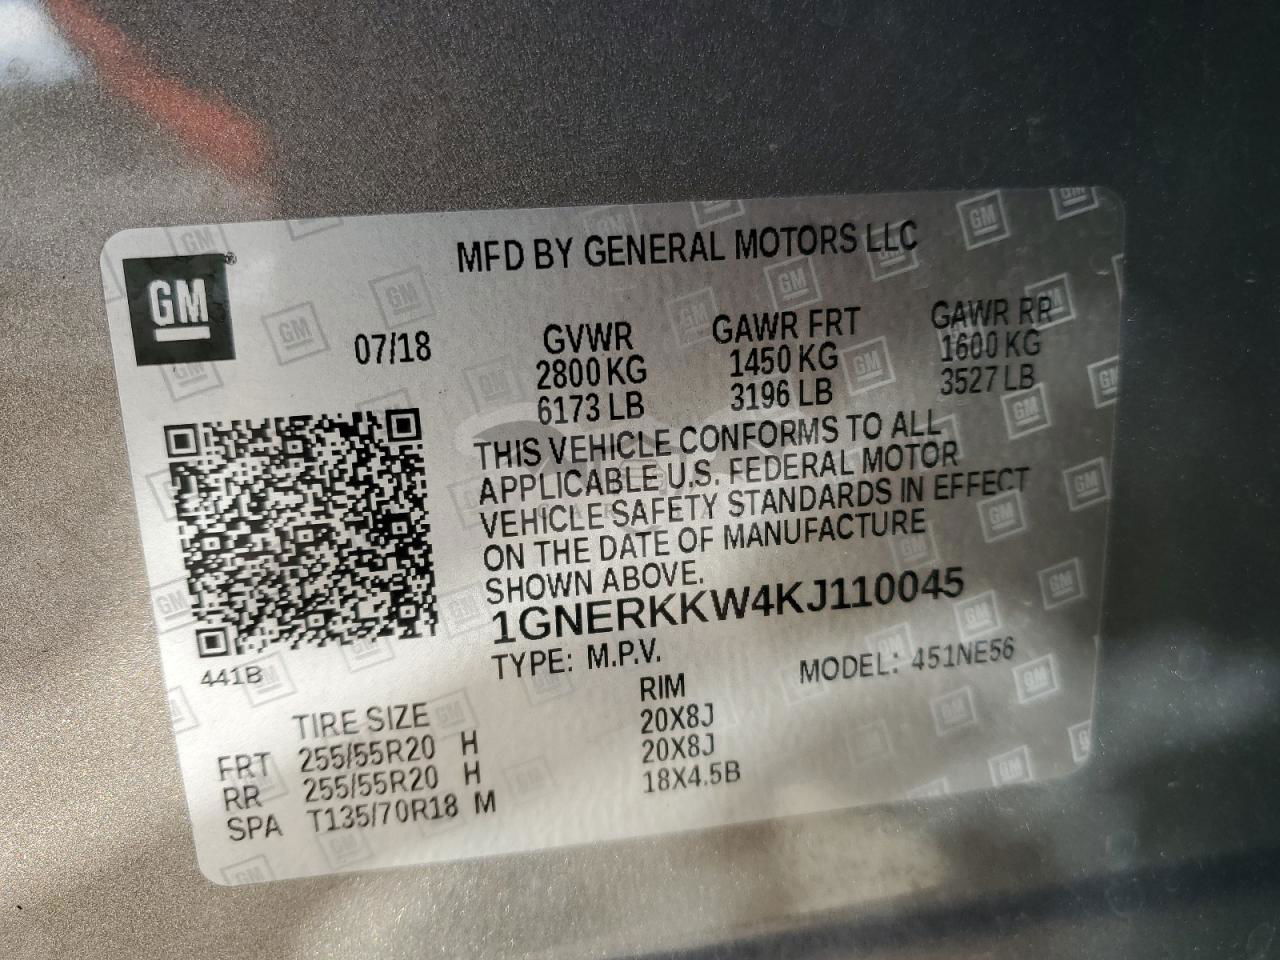 MFD BY GENERAL MOTORS LLC
GM
07/18
GVWR GAWR FRT GAWR RR
2800 KG 1450 KG 1600 KG
6173 LB 3196 LB 3527 LB
THIS VEHICLE CONFORMS TO ALL
APPLICABLE U.S. FEDERAL MOTOR
VEHICLE SAFETY STANDARDS IN EFFECT
ON THE DATE OF MANUFACTURE
SHOWN ABOVE.
1GNERKKW4KJ110045
TYPE: M.P.V. MODEL: 451NE56
441B
TIRE SIZE RIM
FRT 255/55R20 H 20X8J
RR 255/55R20 H 20X8J
SPA T135/70R18 M 18X4.5B